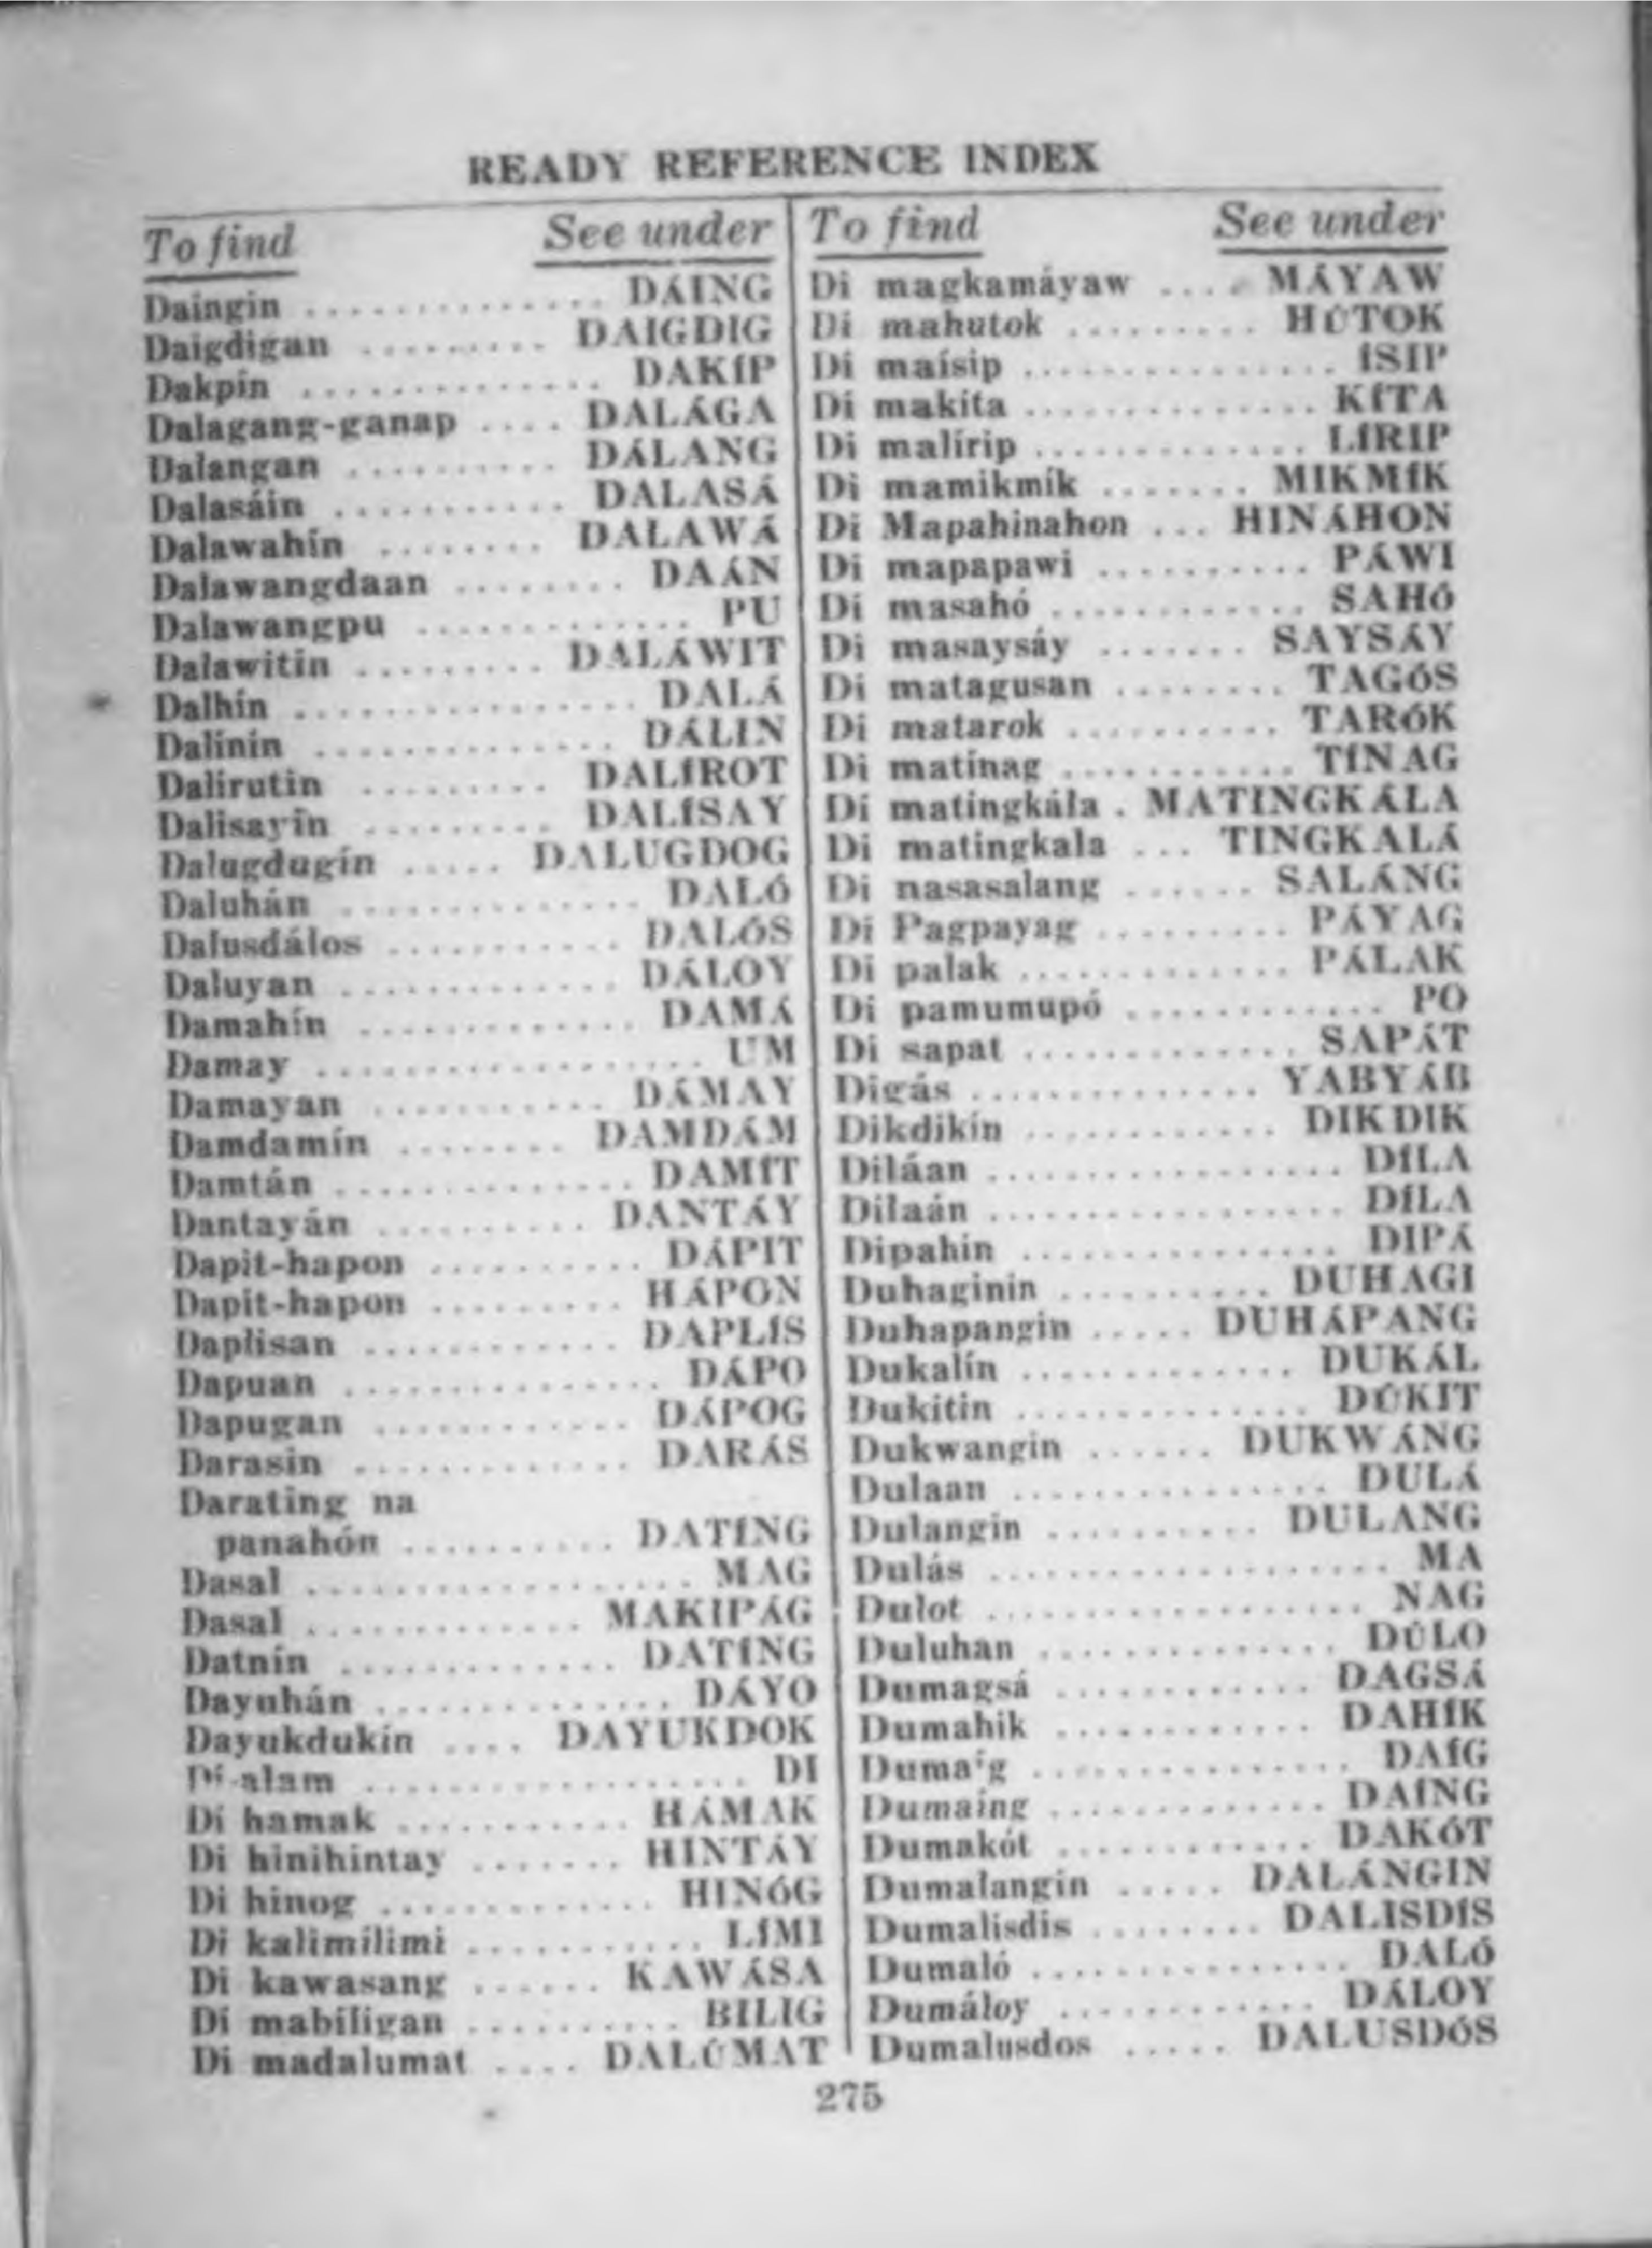 READY REFERENCE INDEX
To find See under
Daingin .............. DÁING
Daigdigan ......... DAIGDIG
Dakpín .............. DAKÍP
Dalagang-ganap .... DALÁGA
Dalangan .......... DÁLANG
Dalasáin ........... DALASÁ
Dalawahín ........ DALAWÁ
Dalawangdaan ........ DAÁN
Dalawangpu ............. PU
Dalawitin ......... DALÁWIT
Dalhín ................. DALÁ
Dalinin .............. DÁLIN
Dalirutin ......... DALÍROT
Dalisayin ......... DALÍSAY
Dalugdugín ..... DALUGDOG
Daluhán .............. DALÓ
Dalusdálos ........... DALÓS
Daluyan ............. DÁLOY
Damahín ............. DAMÁ
Damay ................... UM
Damayan ........... DÁMAY
Damdamín ........ DAMDÁM
Damtán .............. DAMÍT
Dantayán .......... DANTÁY
Dapit-hapon .......... DÁPIT
Dapit-hapon ......... HÁPON
Daplisan ............ DAPLÍS
Dapuan ............... DÁPO
Dapugan ............ DÁPOG
Darasin ............. DARÁS
Darating na
panahón .......... DATÍNG
Dasal .................. MAG
Dasal ............. MAKIPÁG
Datnín ............. DATÍNG
Dayuhán .............. DÁYO
Dayukdukín .... DAYUKDOK
Di-alam .................. DI
Di hamak ........... HÁMAK
Di hinihintay ....... HINTÁY
Di hinog ............. HINÓG
Di kalimílimi ........... LÍMI
Di kawasang ...... KAWÁSA
Di mabiligan .......... BILIG
Di madalumat .... DALÚMAT
To find See under
Di magkamáyaw .... MÁYAW
Di mahutok ......... HÚTOK
Di maísip ................ ÍSIP
Di makita ............... KÍTA
Di malírip .............. LÍRIP
Di mamikmík ....... MIKMÍK
Di Mapahinahon ... HINÁHON
Di mapapawi .......... PÁWI
Di masahó ............. SAHÓ
Di masaysáy ....... SAYSÁY
Di matagusan ........ TAGÓS
Di matarok .......... TARÓK
Di matínag ............ TÍNAG
Di matingkála . MATINGKÁLA
Di matingkala ... TINGKALÁ
Di nasasalang ...... SALÁNG
Di Pagpayag ......... PÁYAG
Di palak .............. PÁLAK
Di pamumupó ............ PO
Di sapat .............. SAPÁT
Digás ............... YABYÁB
Dikdikín ............ DIKDIK
Diláan .................. DÍLA
Dilaán .................. DÍLA
Dipahin ................ DIPÁ
Duhaginin .......... DUHAGI
Duhapangin ..... DUHÁPANG
Dukalín .............. DUKÁL
Dukitin ............... DÚKIT
Dukwangin ...... DUKWÁNG
Dulaan ................ DULÁ
Dulangin .......... DULANG
Dulás ..................... MA
Dulot ................... NAG
Duluhan ............... DÚLO
Dumagsá ............ DAGSÁ
Dumahik ............ DAHÍK
Dumaíg ............... DAÍG
Dumaing ............. DAÍNG
Dumakót ............ DAKÓT
Dumalangin ..... DALÁNGIN
Dumalisdis ........ DALISDÍS
Dumaló ................ DALÓ
Dumáloy ............ DÁLOY
Dumalusdos ..... DALUSDÓS
275